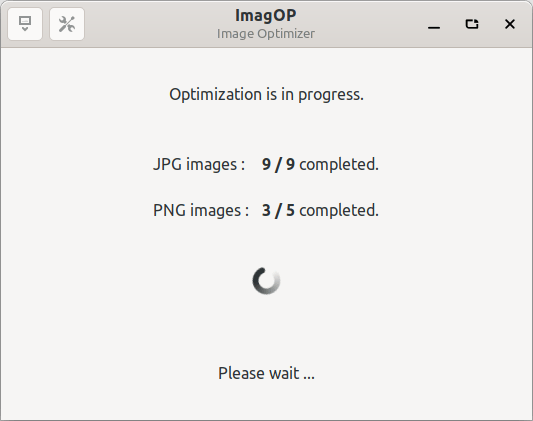 ImagOP
Image Optimizer
Optimization is in progress.
JPG images : 9 / 9 completed.
PNG images : 3 / 5 completed.
Please wait ...